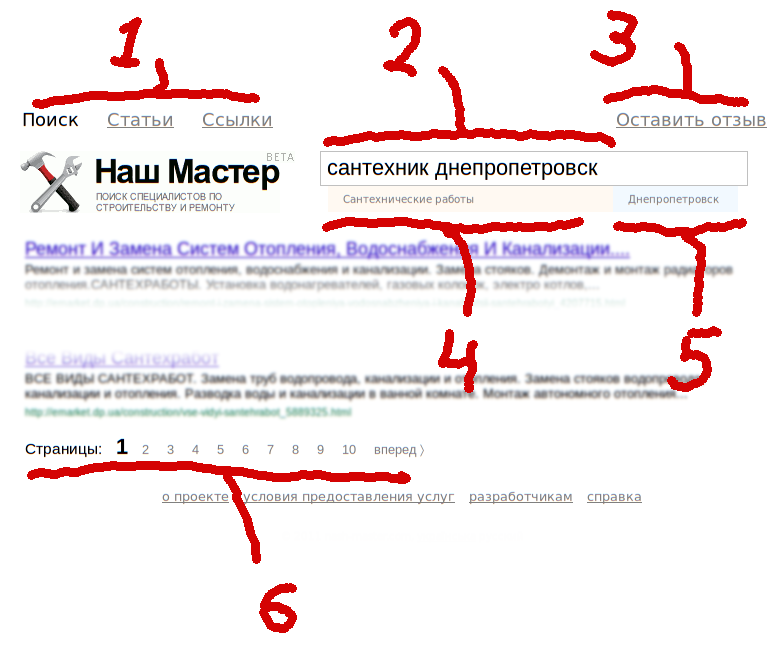 1 2 3
Поиск Статьи Ссылки Оставить отзыв
Наш Мастер BETA
ПОИСК СПЕЦИАЛИСТОВ ПО
СТРОИТЕЛЬСТВУ И РЕМОНТУ
сантехник днепропетровск
Сантехнические работы Днепропетровск
Ремонт И Замена Систем Отопления, Водоснабжения И Канализации....
Ремонт и замена систем отопления, водоснабжения и канализации. Замена стояков. Демонтаж и монтаж радиаторов
отопления.САНТЕХРАБОТЫ. Установка водонагревателей, газовых колонок, электро котлов,...
4 5
Все Виды Сантехработ
ВСЕ ВИДЫ САНТЕХРАБОТ. Замена труб водопровода, канализации и отопления. Замена стояков водопровода
канализации и отопления. Разводка воды и канализации в ванной комнате. Монтаж автономного отопления...
http://emarket.dp.ua/construction/vse-vidyi-santehrabot_5889325.html
Страницы: 1 2 3 4 5 6 7 8 9 10 вперед ⟩
о проекте условия предоставления услуг разработчикам справка
6